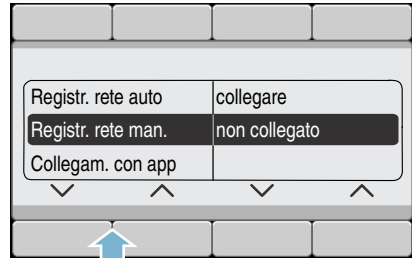 Registr. rete auto collegare
Registr. rete man. non collegato
Collegam. con app